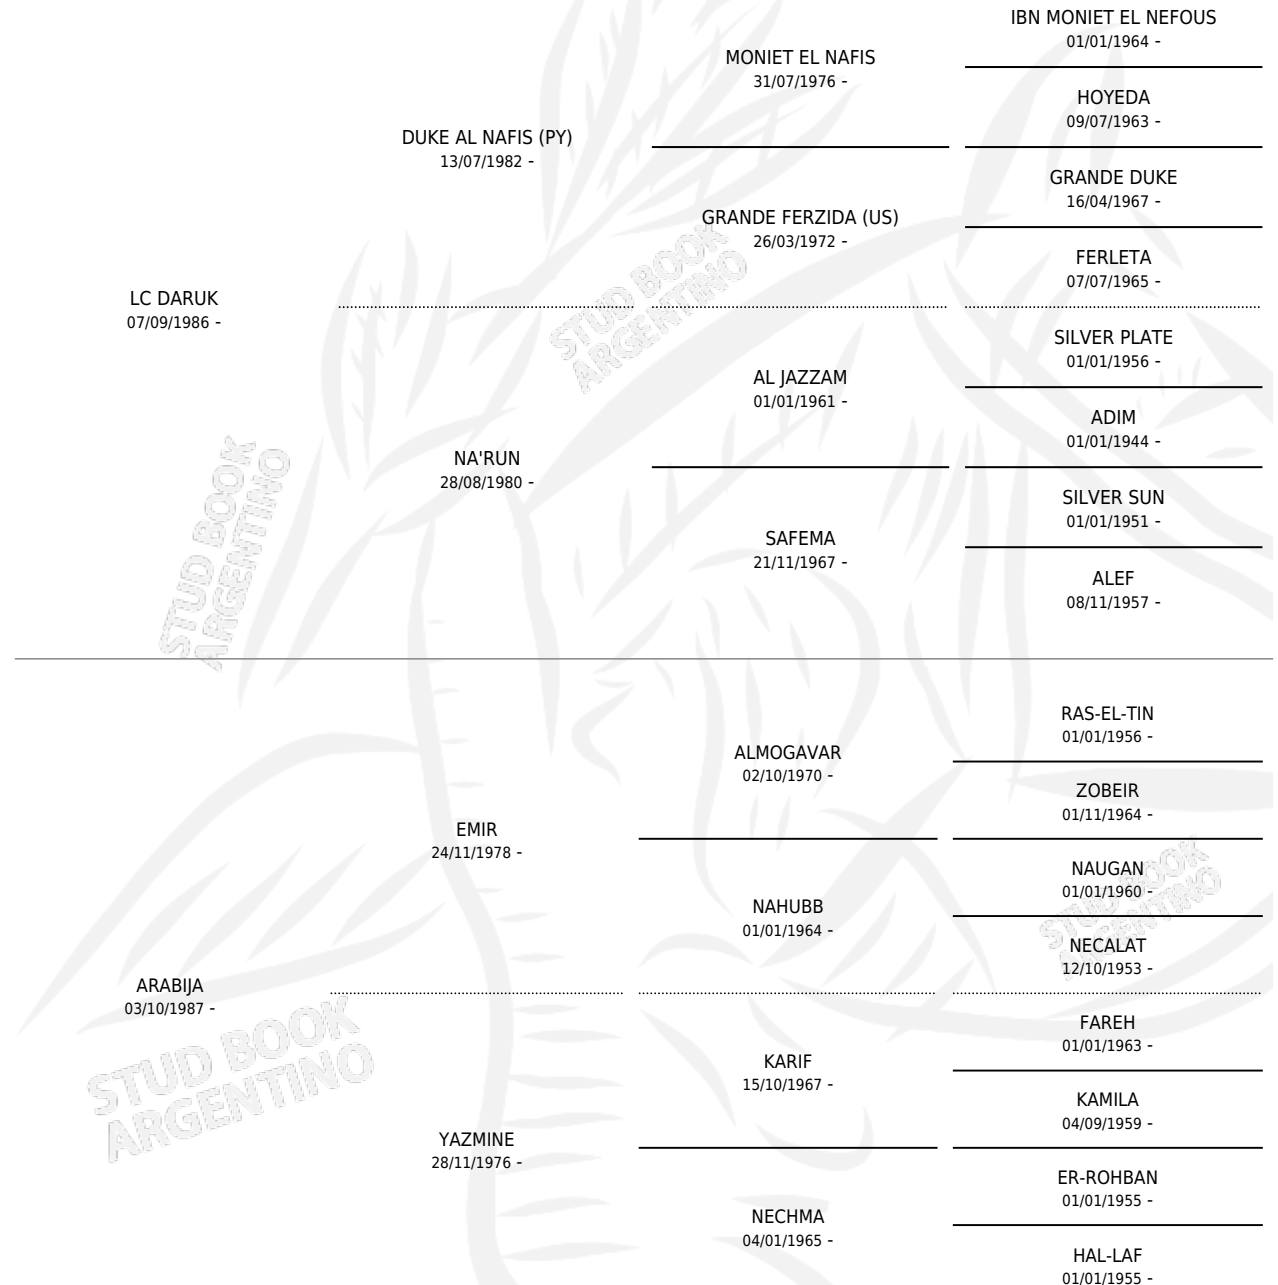 IBN MONIET EL NEFOUS
01/01/1964 -
MONIET EL NAFIS
31/07/1976 -
HOYEDA
09/07/1963 -
DUKE AL NAFIS (PY)
13/07/1982 -
GRANDE DUKE
16/04/1967 -
GRANDE FERZIDA (US)
26/03/1972 -
FERLETA
07/07/1965 -
LC DARUK
07/09/1986 -
STUD BOOK
ARGENTINO
SILVER PLATE
01/01/1956 -
AL JAZZAM
01/01/1961 -
ADIM
01/01/1944 -
NA'RUN
28/08/1980 -
SILVER SUN
01/01/1951 -
SAFEMA
21/11/1967 -
ALEF
08/11/1957 -
STUD BOOK
ARGENTINO
RAS-EL-TIN
01/01/1956 -
ALMOGAVAR
02/10/1970 -
ZOBEIR
01/11/1964 -
EMIR
24/11/1978 -
NAUGAN
01/01/1960 -
NAHUBB
01/01/1964 -
NECALAT
12/10/1953 -
STUD BOOK
ARGENTINO
ARABIJA
03/10/1987 -
FAREH
01/01/1963 -
KARIF
15/10/1967 -
KAMILA
04/09/1959 -
STUD BOOK
ARGENTINO
YAZMINE
28/11/1976 -
ER-ROHBAN
01/01/1955 -
NECHMA
04/01/1965 -
HAL-LAF
01/01/1955 -